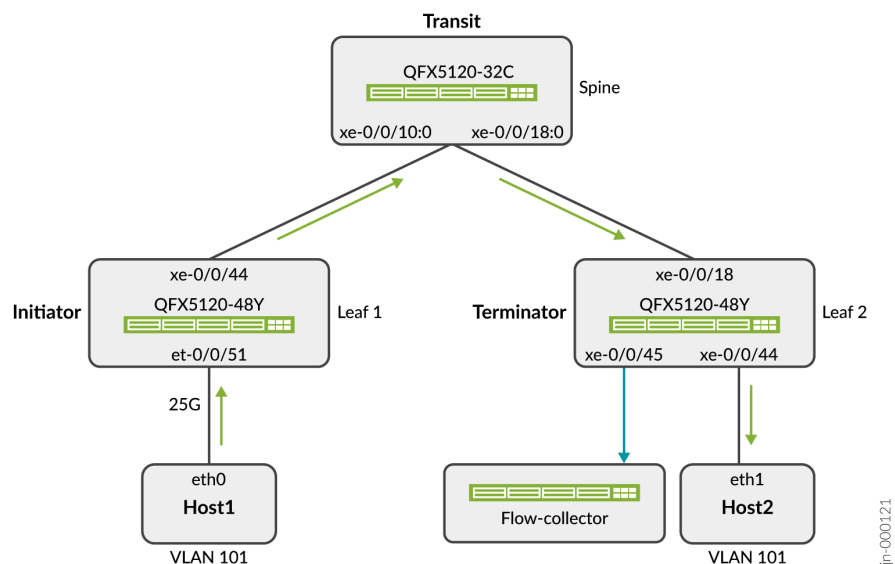 Transit
QFX5120-32C
Spine
xe-0/0/10:0
xe-0/0/18:0
xe-0/0/44
xe-0/0/18
Initiator
QFX5120-48Y
Leaf 1
Terminator
QFX5120-48Y
Leaf 2
et-0/0/51
xe-0/0/45
xe-0/0/44
25G
eth0
Host1
VLAN 101
Flow-collector
eth1
Host2
VLAN 101
jn-000121